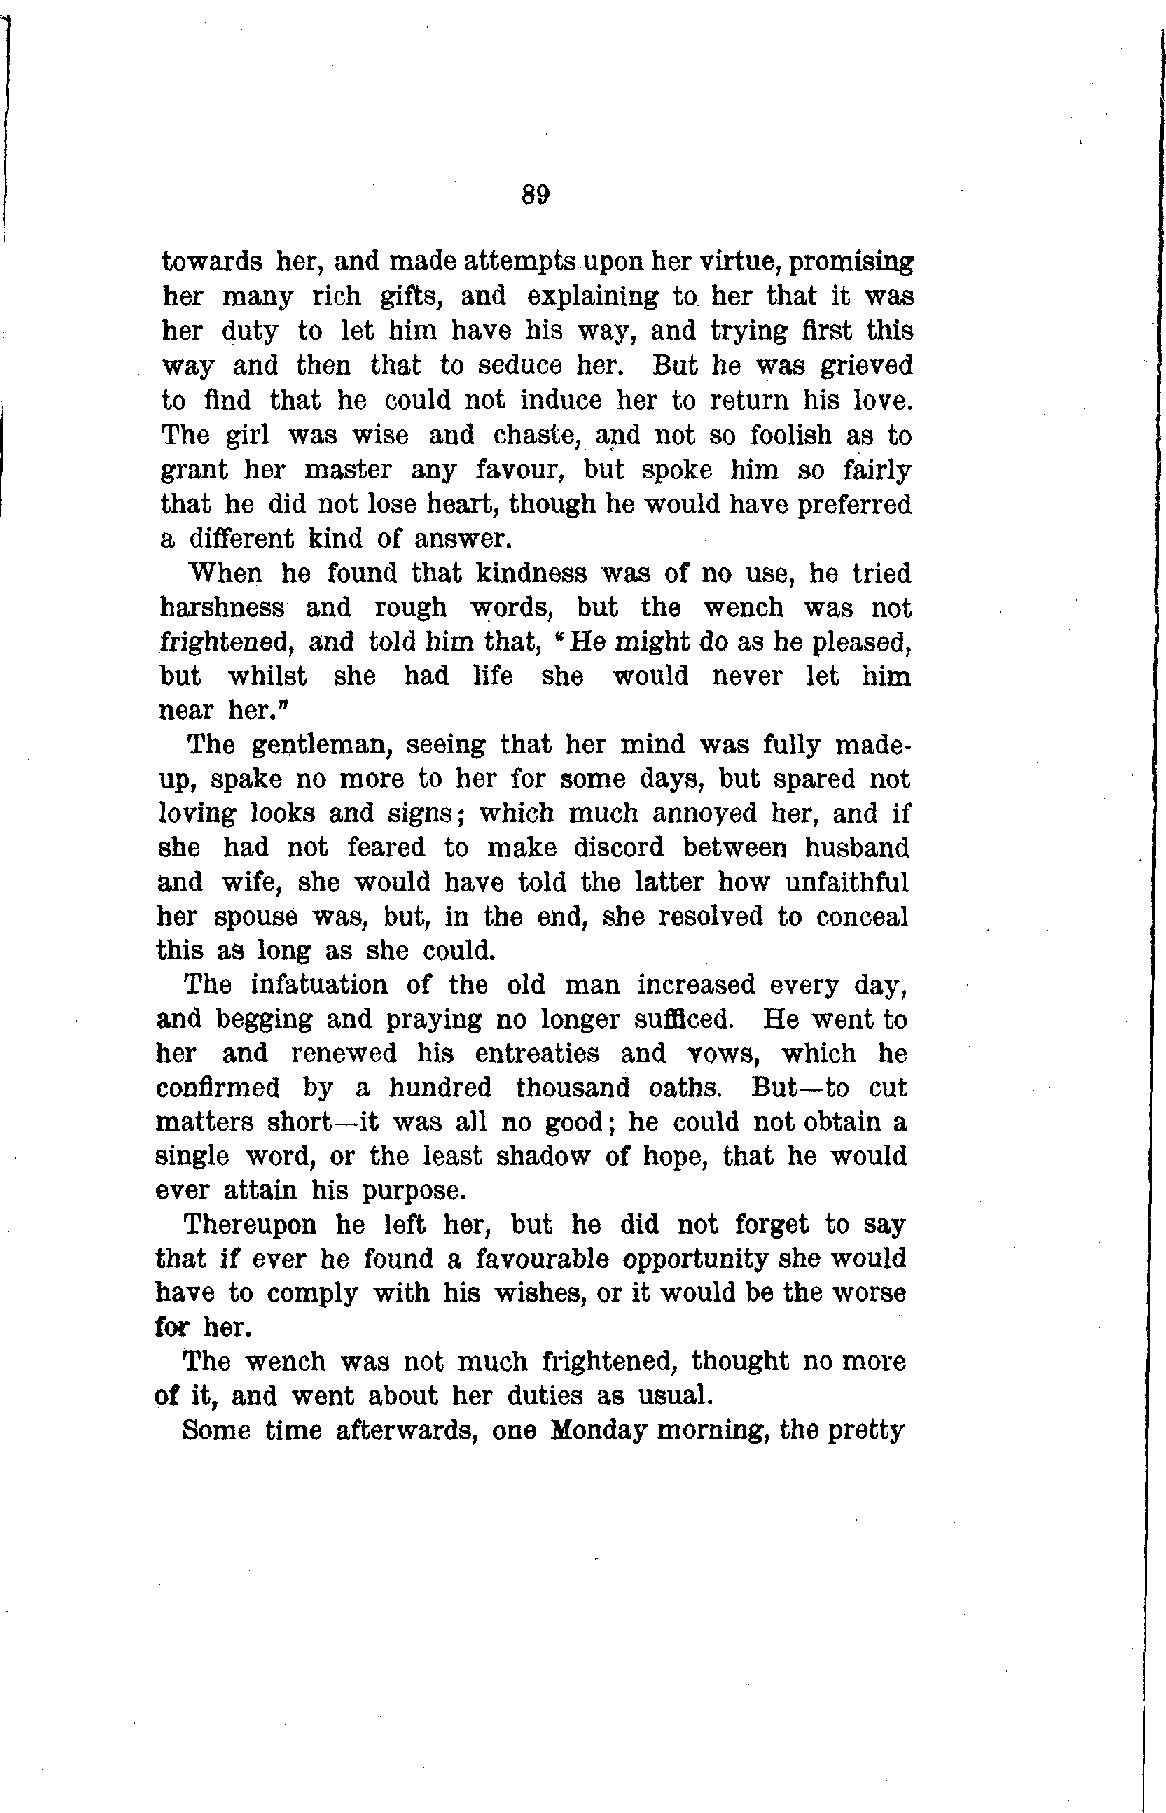 89
towards her, and made attempts upon her virtue, promising
her many rich gifts, and explaining to her that it was
her duty to let him have his way, and trying first this
way and then that to seduce her. But he was grieved
to find that he could not induce her to return his love.
The girl was wise and chaste, and not so foolish as to
grant her master any favour, but spoke him so fairly
that he did not lose heart, though he would have preferred
a different kind of answer.
When he found that kindness was of no use, he tried
harshness and rough words, but the wench was not
frightened, and told him that, “He might do as he pleased,
but whilst she had life she would never let him
near her.”
The gentleman, seeing that her mind was fully made-
up, spake no more to her for some days, but spared not
loving looks and signs; which much annoyed her, and if
she had not feared to make discord between husband
and wife, she would have told the latter how unfaithful
her spouse was, but, in the end, she resolved to conceal
this as long as she could.
The infatuation of the old man increased every day,
and begging and praying no longer sufficed. He went to
her and renewed his entreaties and vows, which he
confirmed by a hundred thousand oaths. But—to cut
matters short—it was all no good; he could not obtain a
single word, or the least shadow of hope, that he would
ever attain his purpose.
Thereupon he left her, but he did not forget to say
that if ever he found a favourable opportunity she would
have to comply with his wishes, or it would be the worse
for her.
The wench was not much frightened, thought no more
of it, and went about her duties as usual.
Some time afterwards, one Monday morning, the pretty